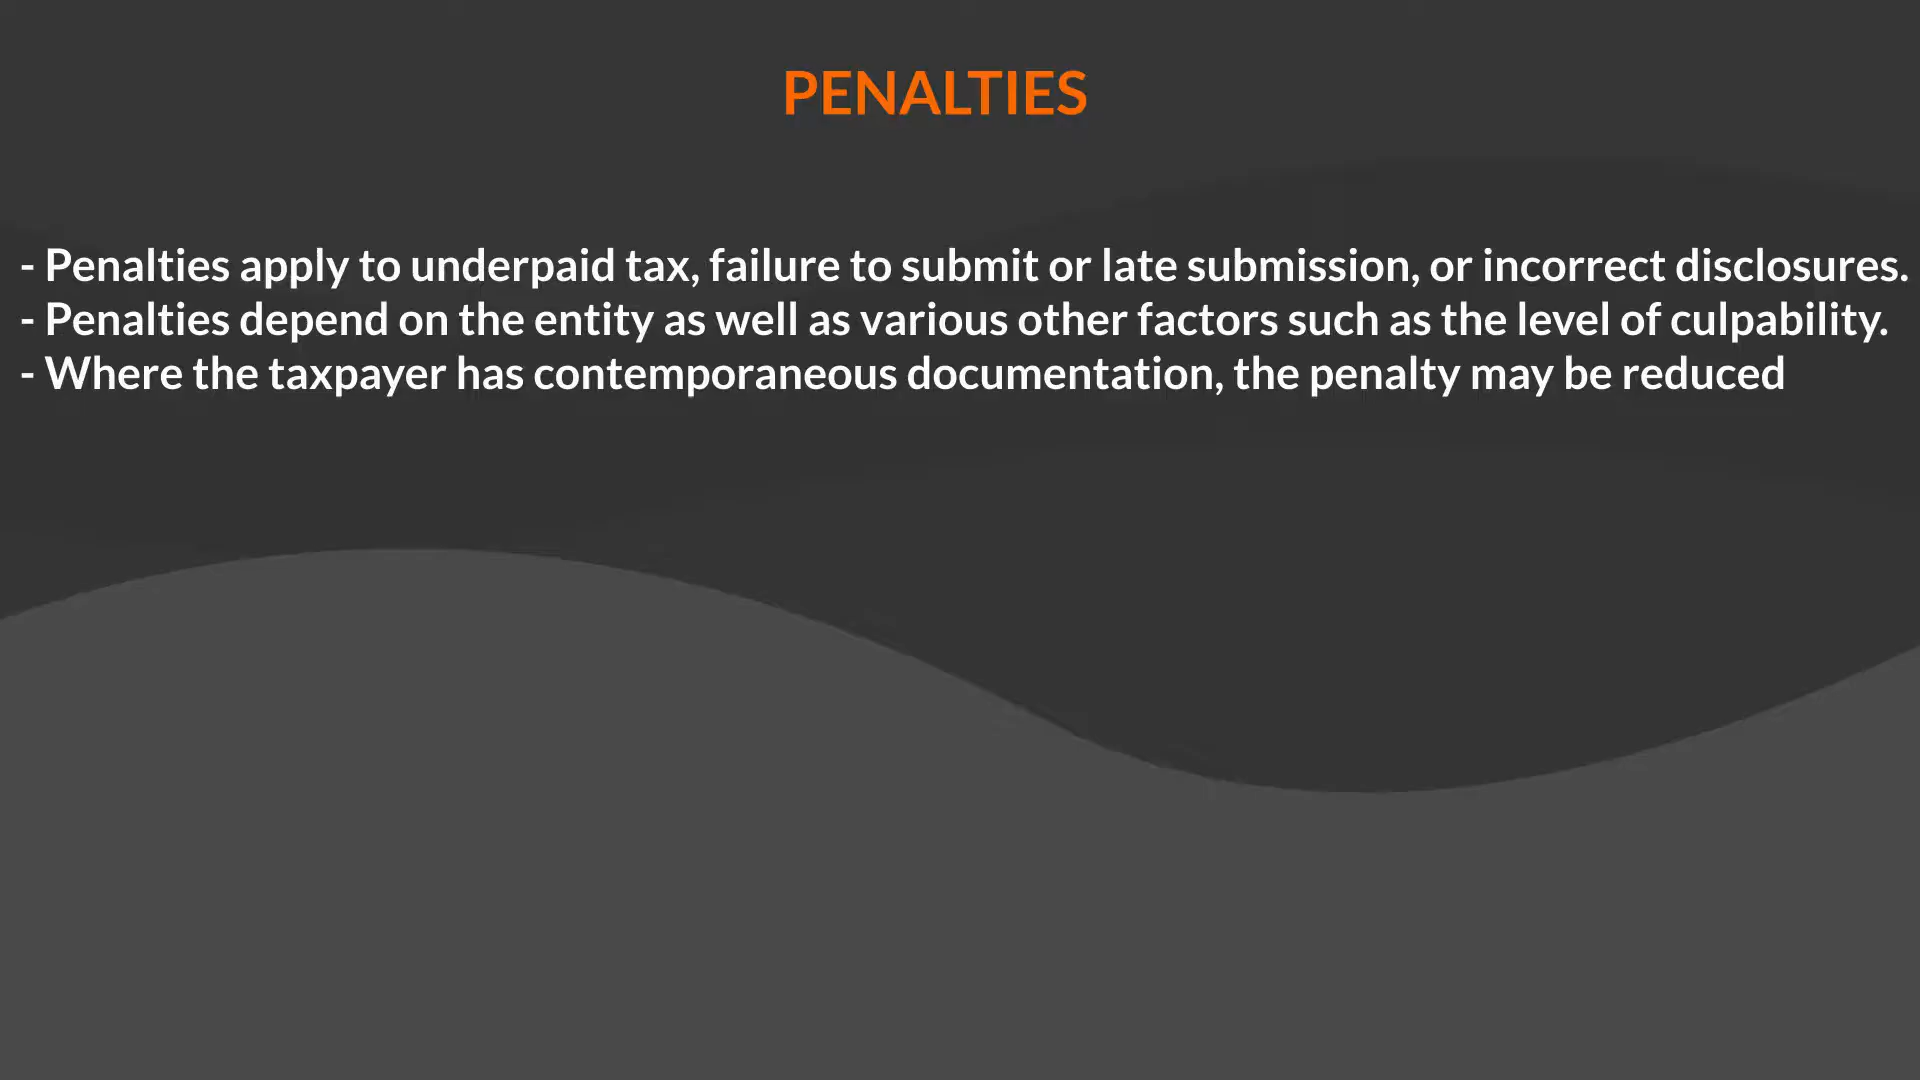 PENALTIES
- Penalties apply to underpaid tax, failure to submit or late submission, or incorrect disclosures.
- Penalties depend on the entity as well as various other factors such as the level of culpability.
- Where the taxpayer has contemporaneous documentation, the penalty may be reduced